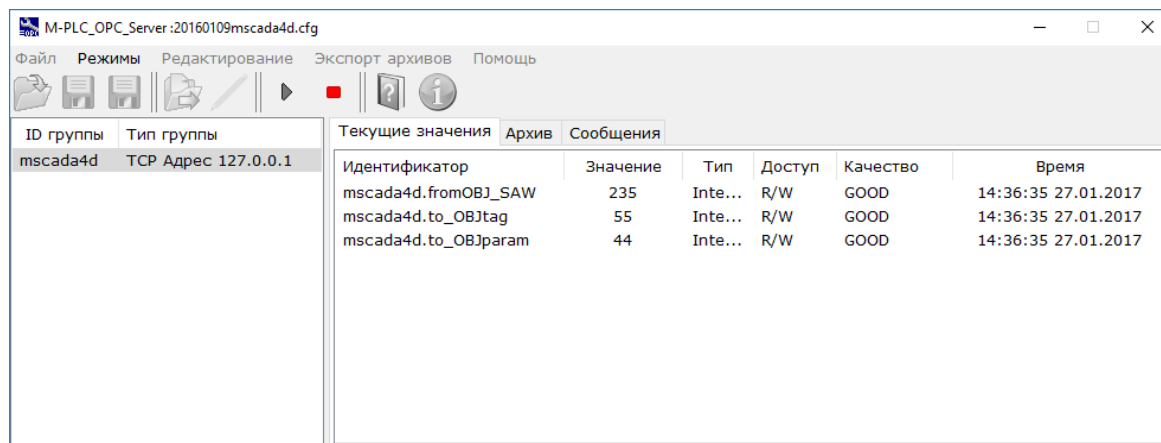 M-PLC_OPC_Server :20160109mscada4d.cfg
Файл Режимы Редактирование Экспорт архивов Помощь
ID группы Тип группы
mscada4d TCP Адрес 127.0.0.1
Текущие значения Архив Сообщения
Идентификатор Значение Тип Доступ Качество Время
mscada4d.fromOBJ_SAW 235 Inte... R/W GOOD 14:36:35 27.01.2017
mscada4d.to_OBJtag 55 Inte... R/W GOOD 14:36:35 27.01.2017
mscada4d.to_OBJparam 44 Inte... R/W GOOD 14:36:35 27.01.2017